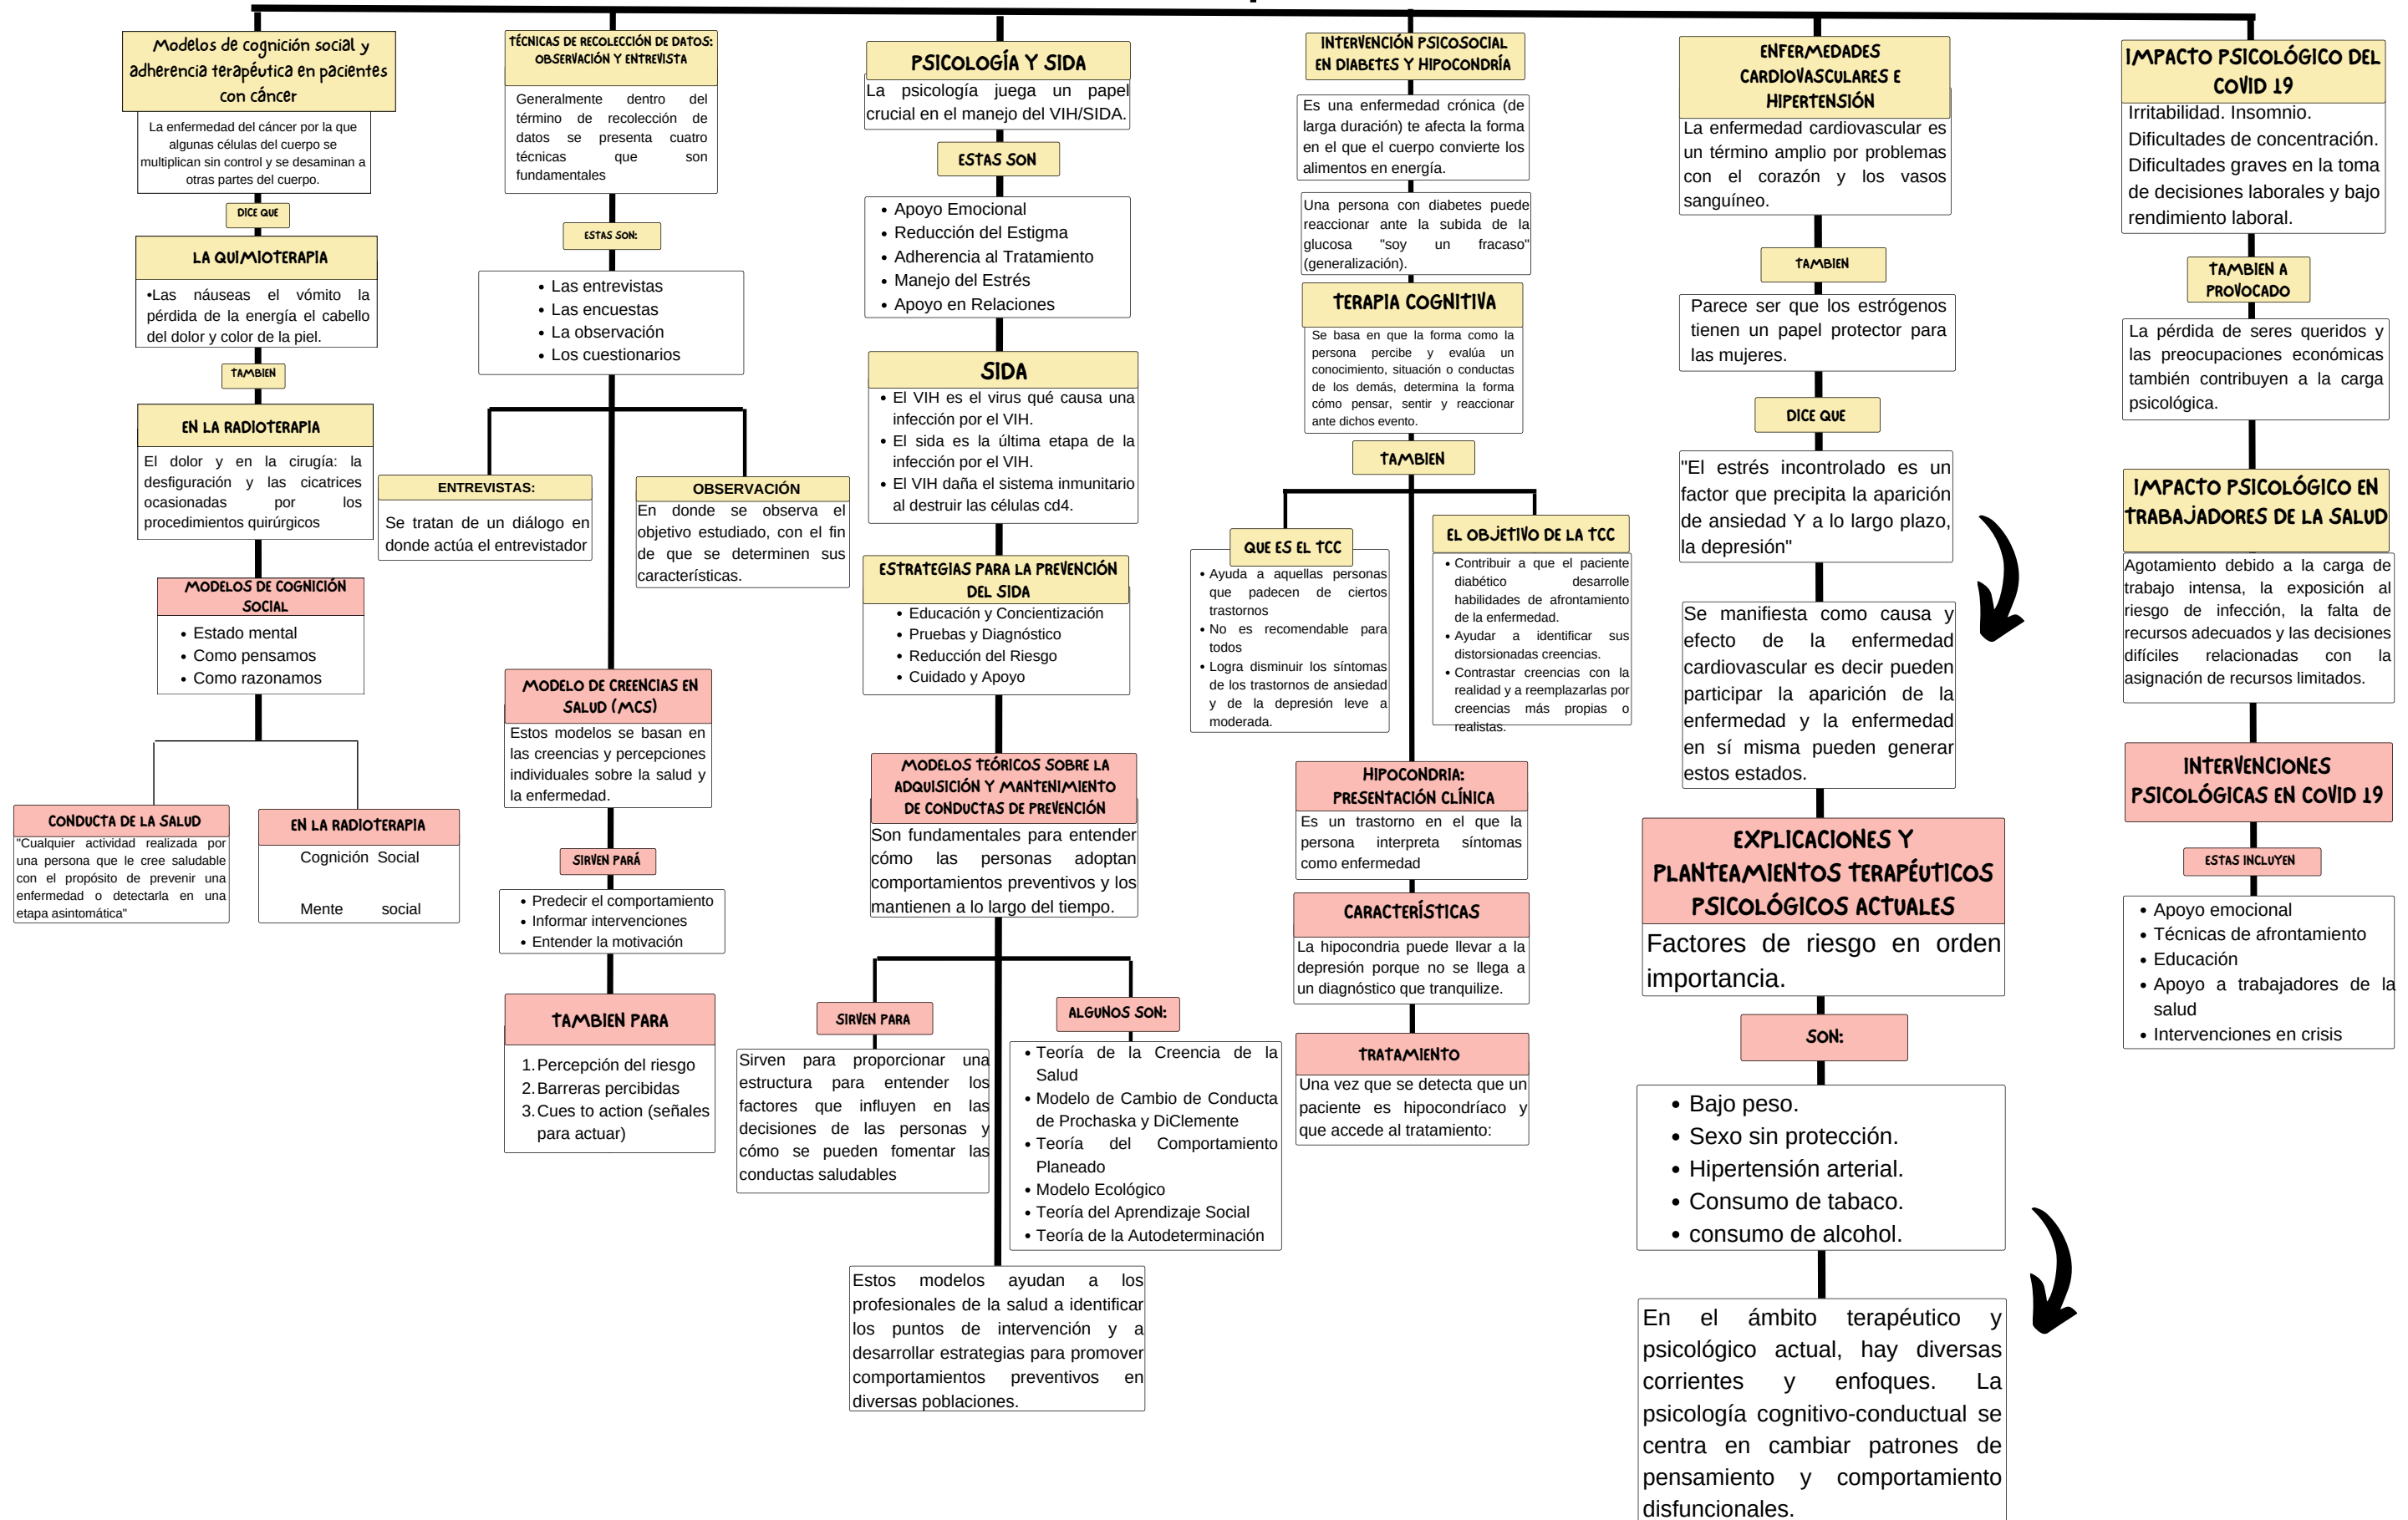 Modelos de cognición social y
adherencia terapéutica en pacientes
con cáncer
La enfermedad del cáncer por la que
algunas células del cuerpo se
multiplican sin control y se desaminan a
otras partes del cuerpo.
DICE QUE
LA QUIMIOTERAPIA
•Las náuseas el vómito la
pérdida de la energía el cabello
del dolor y color de la piel.
TAMBIEN
EN LA RADIOTERAPIA
El dolor y en la cirugía: la
desfiguración y las cicatrices
ocasionadas por los
procedimientos quirúrgicos
MODELOS DE COGNICIÓN
SOCIAL
• Estado mental
• Como pensamos
• Como razonamos
CONDUCTA DE LA SALUD
"Cualquier actividad realizada por
una persona que le cree saludable
con el propósito de prevenir una
enfermedad o detectarla en una
etapa asintomática"
EN LA RADIOTERAPIA
Cognición Social
Mente social
TÉCNICAS DE RECOLECCIÓN DE DATOS:
OBSERVACIÓN Y ENTREVISTA
Generalmente dentro del
término de recolección de
datos se presenta cuatro
técnicas que son
fundamentales
ESTAS SON:
• Las entrevistas
• Las encuestas
• La observación
• Los cuestionarios
ENTREVISTAS:
Se tratan de un diálogo en
donde actúa el entrevistador
OBSERVACIÓN
En donde se observa el
objetivo estudiado, con el fin
de que se determinen sus
características.
MODELO DE CREENCIAS EN
SALUD (MCS)
Estos modelos se basan en
las creencias y percepciones
individuales sobre la salud y
la enfermedad.
SIRVEN PARÁ
• Predecir el comportamiento
• Informar intervenciones
• Entender la motivación
TAMBIEN PARA
1. Percepción del riesgo
2. Barreras percibidas
3. Cues to action (señales
para actuar)
PSICOLOGÍA Y SIDA
La psicología juega un papel
crucial en el manejo del VIH/SIDA.
ESTAS SON
• Apoyo Emocional
• Reducción del Estigma
• Adherencia al Tratamiento
• Manejo del Estrés
• Apoyo en Relaciones
SIDA
• El VIH es el virus qué causa una
infección por el VIH.
• El sida es la última etapa de la
infección por el VIH.
• El VIH daña el sistema inmunitario
al destruir las células cd4.
ESTRATEGIAS PARA LA PREVENCIÓN
DEL SIDA
• Educación y Concientización
• Pruebas y Diagnóstico
• Reducción del Riesgo
• Cuidado y Apoyo
MODELOS TEÓRICOS SOBRE LA
ADQUISICIÓN Y MANTENIMIENTO
DE CONDUCTAS DE PREVENCIÓN
Son fundamentales para entender
cómo las personas adoptan
comportamientos preventivos y los
mantienen a lo largo del tiempo.
SIRVEN PARA
Sirven para proporcionar una
estructura para entender los
factores que influyen en las
decisiones de las personas y
cómo se pueden fomentar las
conductas saludables
ALGUNOS SON:
• Teoría de la Creencia de la
Salud
• Modelo de Cambio de Conducta
de Prochaska y DiClemente
• Teoría del Comportamiento
Planeado
• Modelo Ecológico
• Teoría del Aprendizaje Social
• Teoría de la Autodeterminación
Estos modelos ayudan a los
profesionales de la salud a identificar
los puntos de intervención y a
desarrollar estrategias para promover
comportamientos preventivos en
diversas poblaciones.
INTERVENCIÓN PSICOSOCIAL
EN DIABETES Y HIPOCONDRÍA
Es una enfermedad crónica (de
larga duración) te afecta la forma
en el que el cuerpo convierte los
alimentos en energía.
Una persona con diabetes puede
reaccionar ante la subida de la
glucosa "soy un fracaso"
(generalización).
TERAPIA COGNITIVA
Se basa en que la forma como la
persona percibe y evalúa un
conocimiento, situación o conductas
de los demás, determina la forma
cómo pensar, sentir y reaccionar
ante dichos evento.
TAMBIEN
QUE ES EL TCC
• Ayuda a aquellas personas
que padecen de ciertos
trastornos
• No es recomendable para
todos
• Logra disminuir los síntomas
de los trastornos de ansiedad
y de la depresión leve a
moderada.
EL OBJETIVO DE LA TCC
• Contribuir a que el paciente
diabético desarrolle
habilidades de afrontamiento
de la enfermedad.
• Ayudar a identificar sus
distorsionadas creencias.
• Contrastar creencias con la
realidad y a reemplazarlas por
creencias más propias o
realistas.
HIPOCONDRIA:
PRESENTACIÓN CLÍNICA
Es un trastorno en el que la
persona interpreta síntomas
como enfermedad
CARACTERÍSTICAS
La hipocondria puede llevar a la
depresión porque no se llega a
un diagnóstico que tranquilize.
TRATAMIENTO
Una vez que se detecta que un
paciente es hipocondríaco y
que accede al tratamiento:
ENFERMEDADES
CARDIOVASCULARES E
HIPERTENSIÓN
La enfermedad cardiovascular es
un término amplio por problemas
con el corazón y los vasos
sanguíneo.
TAMBIEN
Parece ser que los estrógenos
tienen un papel protector para
las mujeres.
DICE QUE
"El estrés incontrolado es un
factor que precipita la aparición
de ansiedad Y a lo largo plazo,
la depresión"
Se manifiesta como causa y
efecto de la enfermedad
cardiovascular es decir pueden
participar la aparición de la
enfermedad y la enfermedad
en sí misma pueden generar
estos estados.
EXPLICACIONES Y
PLANTEAMIENTOS TERAPÉUTICOS
PSICOLÓGICOS ACTUALES
Factores de riesgo en orden
importancia.
SON:
• Bajo peso.
• Sexo sin protección.
• Hipertensión arterial.
• Consumo de tabaco.
• consumo de alcohol.
En el ámbito terapéutico y
psicológico actual, hay diversas
corrientes y enfoques. La
psicología cognitivo-conductual se
centra en cambiar patrones de
pensamiento y comportamiento
disfuncionales.
IMPACTO PSICOLÓGICO DEL
COVID 19
Irritabilidad. Insomnio.
Dificultades de concentración.
Dificultades graves en la toma
de decisiones laborales y bajo
rendimiento laboral.
TAMBIEN A
PROVOCADO
La pérdida de seres queridos y
las preocupaciones económicas
también contribuyen a la carga
psicológica.
IMPACTO PSICOLÓGICO EN
TRABAJADORES DE LA SALUD
Agotamiento debido a la carga de
trabajo intensa, la exposición al
riesgo de infección, la falta de
recursos adecuados y las decisiones
difíciles relacionadas con la
asignación de recursos limitados.
INTERVENCIONES
PSICOLÓGICAS EN COVID 19
ESTAS INCLUYEN
• Apoyo emocional
• Técnicas de afrontamiento
• Educación
• Apoyo a trabajadores de la
salud
• Intervenciones en crisis